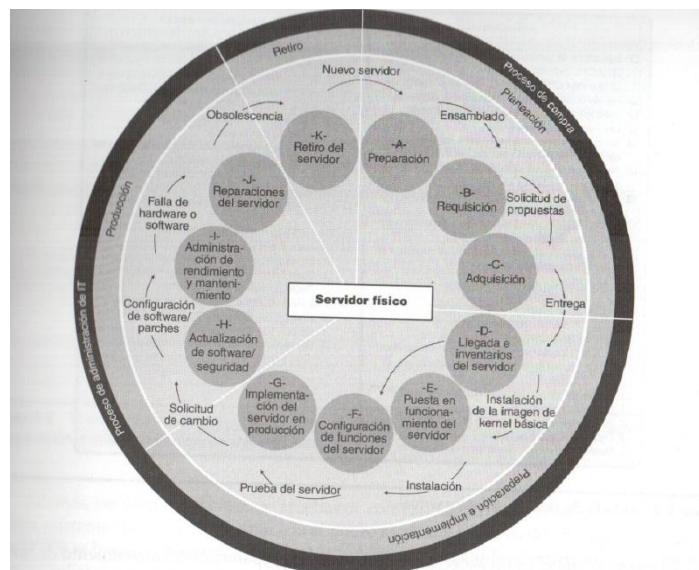 Retiro
Nuevo servidor
Proceso de compra
Planeación
Obsolescencia
Ensamblado
-K-
Retiro del
servidor
-A-
Preparación
-J-
Reparaciones
del servidor
-B-
Requisición
Solicitud de
propuestas
Producción
Falla de
hardware o
software
-I-
Administra-
ción de
rendimiento
y manteni-
miento
-C-
Adquisición
Servidor físico
Entrega
Configuración
de software/
parches
-H-
Actualización
de software/
seguridad
-D-
Llegada e
inventarios
del servidor
Proceso de administración de IT
-G-
Implementa-
ción del
servidor en
producción
-F-
Configuración
de funciones
del servidor
-E-
Puesta en
funciona-
miento del
servidor
Instalación
de la imagen de
kernel básica
Solicitud
de cambio
Prueba del servidor
Instalación
Preparación e implementación